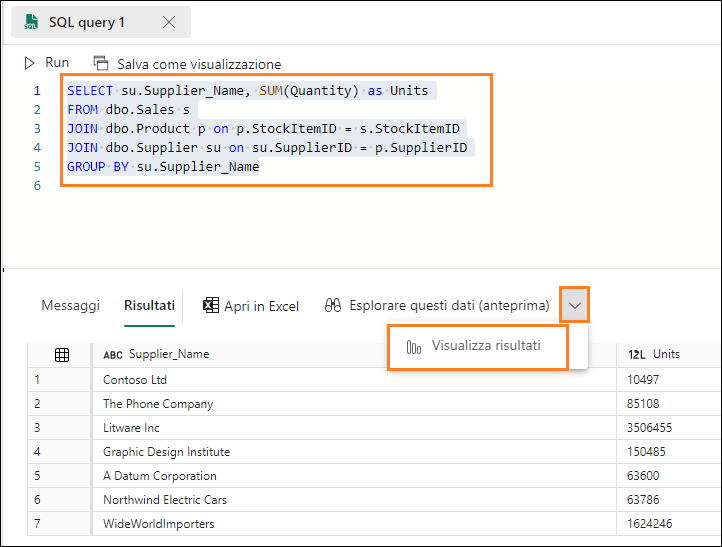 SQL SQL query 1
Run Salva come visualizzazione
1 SELECT su.Supplier_Name, SUM(Quantity) as Units
2 FROM dbo.Sales s
3 JOIN dbo.Product p on p.StockItemID = s.StockItemID
4 JOIN dbo.Supplier su on su.SupplierID = p.SupplierID
5 GROUP BY su.Supplier_Name
6
Messaggi Risultati Apri in Excel Esplorare questi dati (anteprima)
Visualizza risultati
ABC Supplier_Name 12L Units
1 Contoso Ltd 10497
2 The Phone Company 85108
3 Litware Inc 3506455
4 Graphic Design Institute 150485
5 A Datum Corporation 63600
6 Northwind Electric Cars 63786
7 WideWorldImporters 1624246